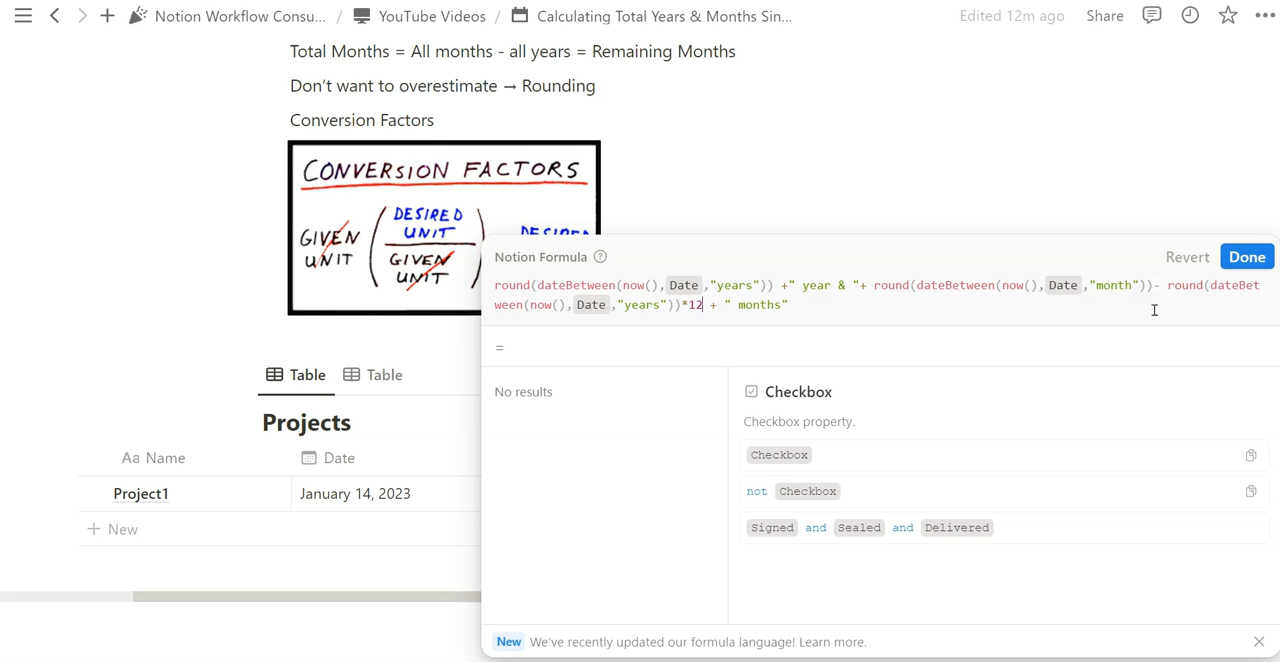 Notion Workflow Consu... / YouTube Videos / Calculating Total Years & Months Sin... Edited 12m ago Share
Total Months = All months - all years = Remaining Months
Don’t want to overestimate → Rounding
Conversion Factors
CONVERSION FACTORS
DESIRED
UNIT
GIVEN
UNIT
GIVEN
UNIT
DESIRED
Notion Formula Revert Done
round(dateBetween(now(),Date,"years")) +" year & "+ round(dateBetween(now(),Date,"month"))- round(dateBet
ween(now(),Date,"years"))*12 + " months"
=
No results
Checkbox
Checkbox property.
Checkbox
not Checkbox
Signed and Sealed and Delivered
New We've recently updated our formula language! Learn more.
Table Table
Projects
Aa Name Date
Project1 January 14, 2023
+ New